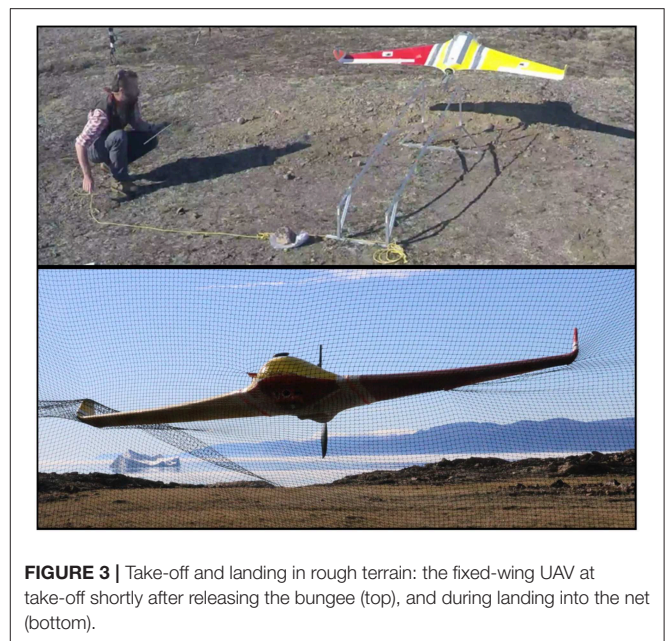 FIGURE 3 | Take-off and landing in rough terrain: the fixed-wing UAV at
take-off shortly after releasing the bungee (top), and during landing into the net
(bottom).